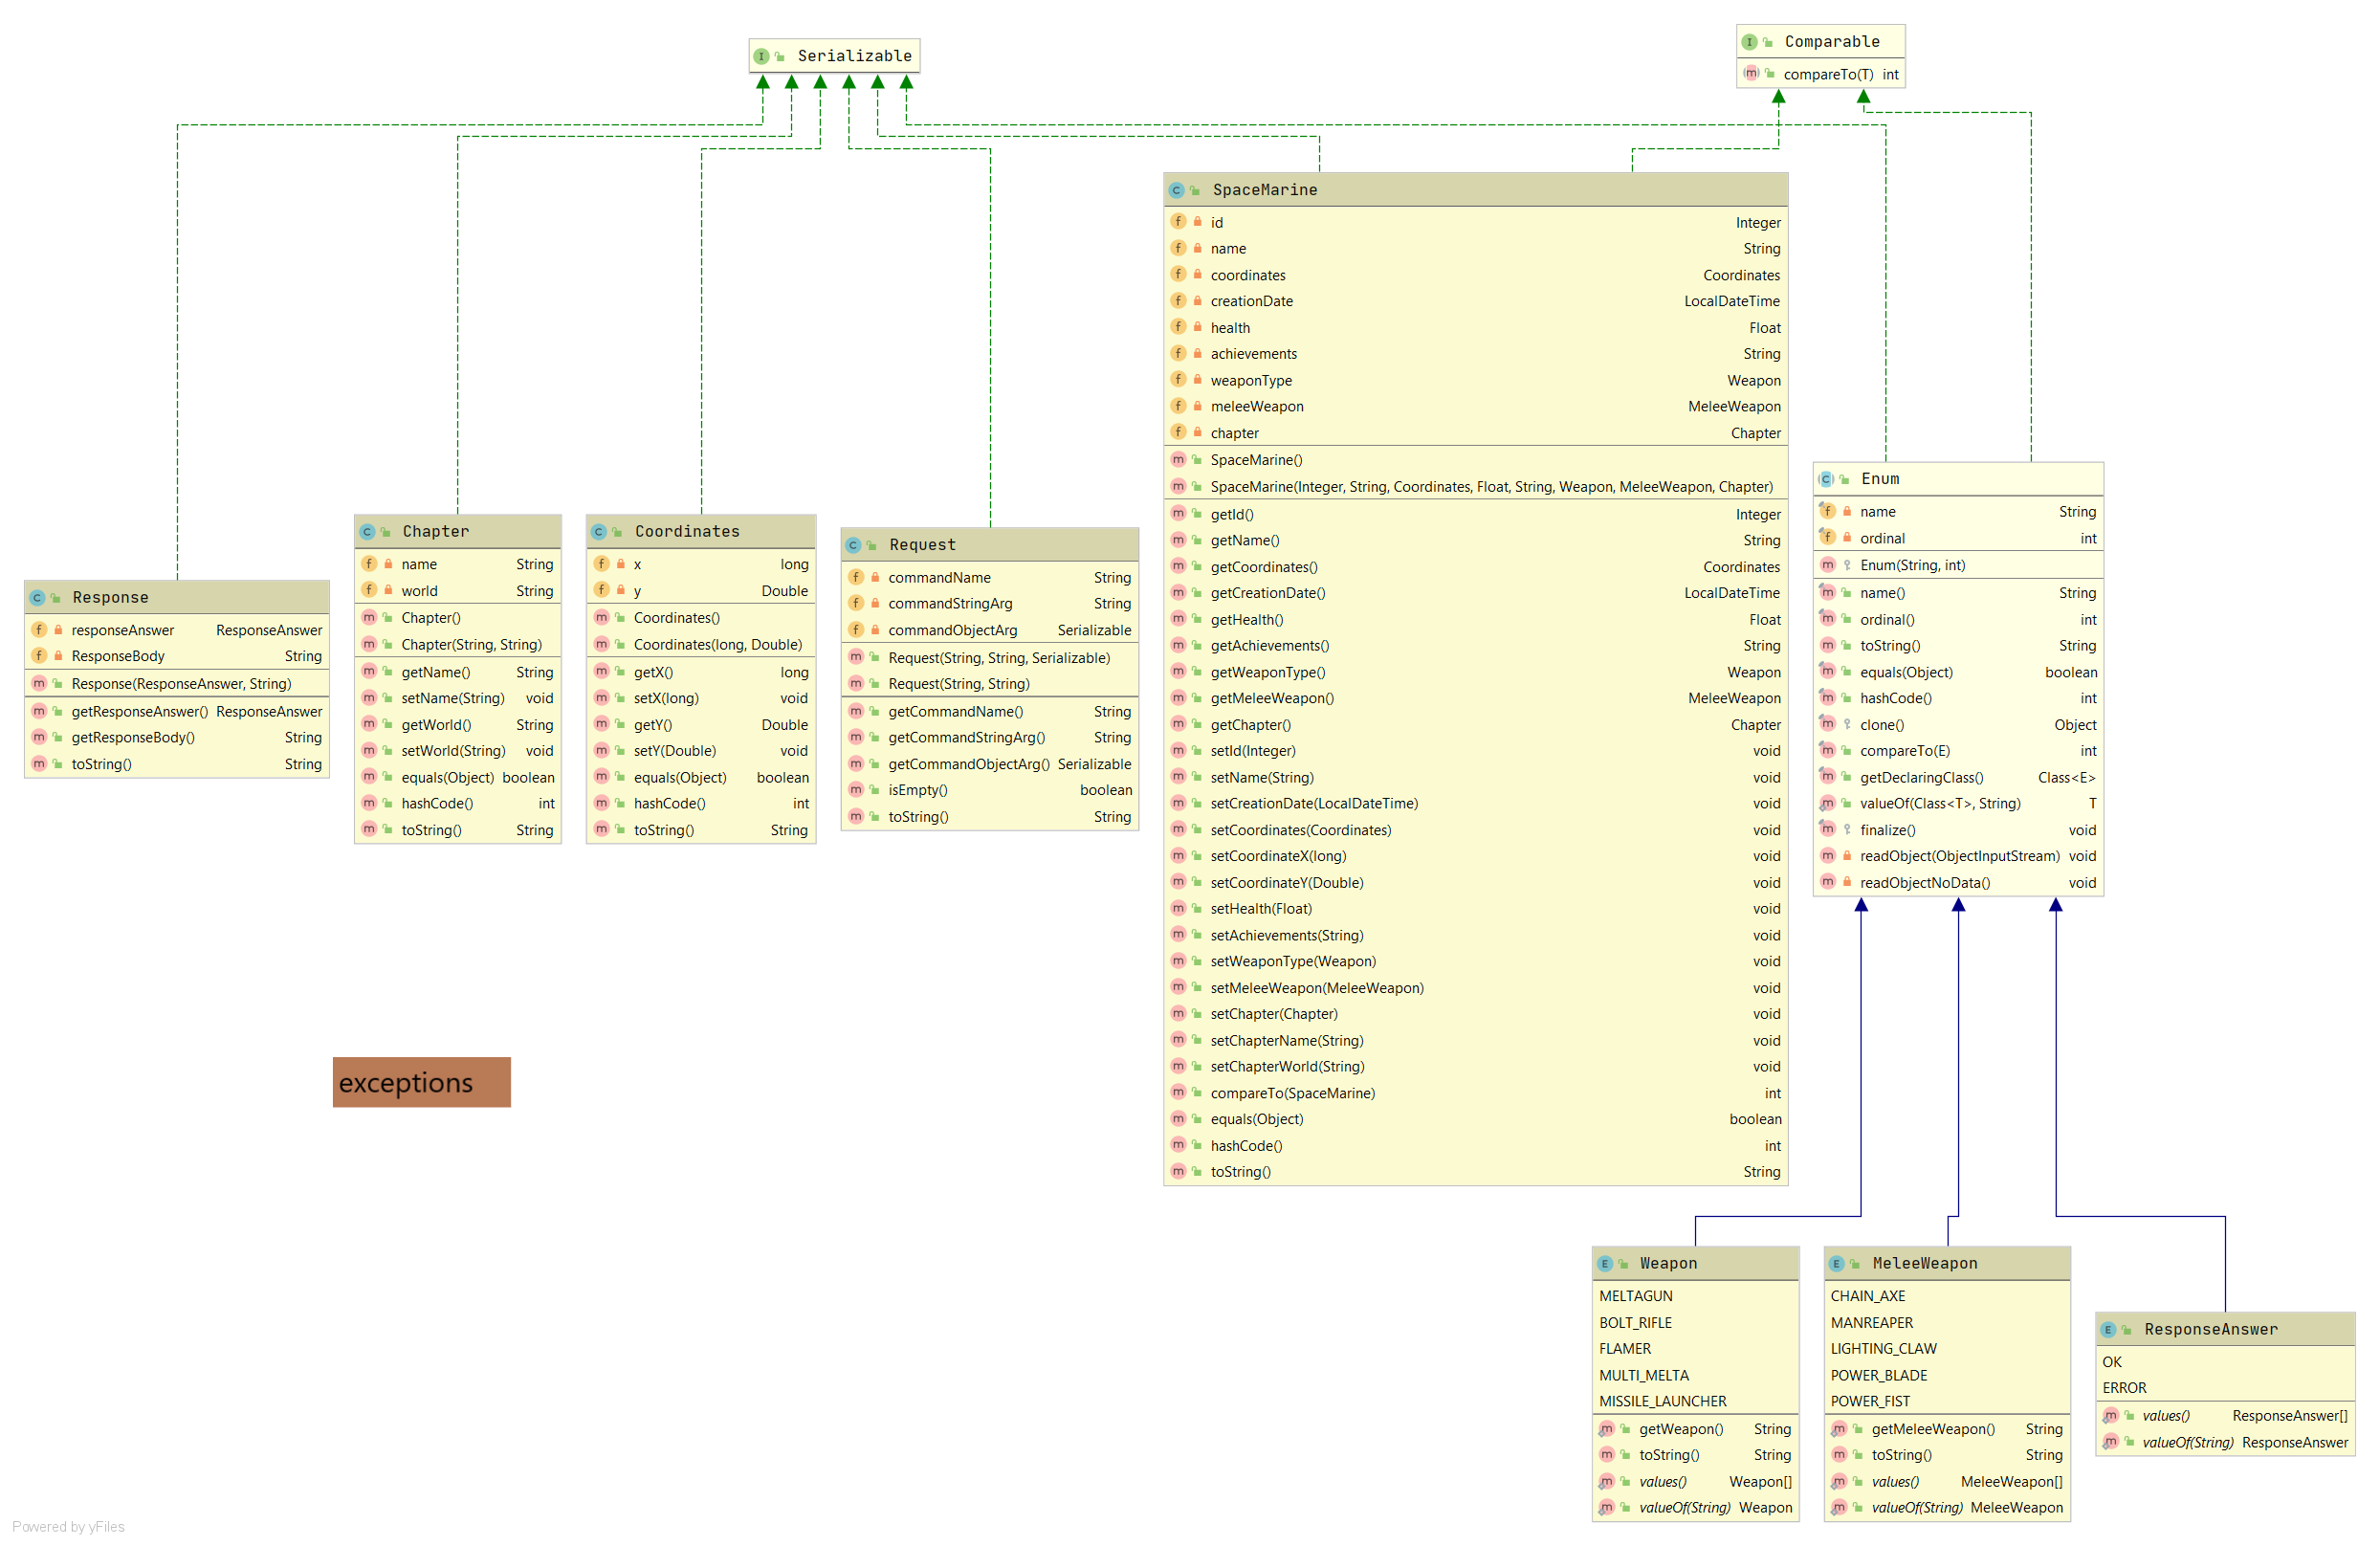 Serializable
Comparable
compareTo(T) int
Response
responseAnswer ResponseAnswer
ResponseBody String
Response(ResponseAnswer, String)
getResponseAnswer() ResponseAnswer
getResponseBody() String
toString() String
Chapter
name String
world String
Chapter()
Chapter(String, String)
getName() String
setName(String) void
getWorld() String
setWorld(String) void
equals(Object) boolean
hashCode() int
toString() String
Coordinates
x long
y Double
Coordinates()
Coordinates(long, Double)
getX() long
setX(long) void
getY() Double
setY(Double) void
equals(Object) boolean
hashCode() int
toString() String
Request
commandName String
commandStringArg String
commandObjectArg Serializable
Request(String, String, Serializable)
Request(String, String)
getCommandName() String
getCommandStringArg() String
getCommandObjectArg() Serializable
isEmpty() boolean
toString() String
SpaceMarine
id Integer
name String
coordinates Coordinates
creationDate LocalDateTime
health Float
achievements String
weaponType Weapon
meleeWeapon MeleeWeapon
chapter Chapter
SpaceMarine()
SpaceMarine(Integer, String, Coordinates, Float, String, Weapon, MeleeWeapon, Chapter)
getId() Integer
getName() String
getCoordinates() Coordinates
getCreationDate() LocalDateTime
getHealth() Float
getAchievements() String
getWeaponType() Weapon
getMeleeWeapon() MeleeWeapon
getChapter() Chapter
setId(Integer) void
setName(String) void
setCreationDate(LocalDateTime) void
setCoordinates(Coordinates) void
setCoordinateX(long) void
setCoordinateY(Double) void
setHealth(Float) void
setAchievements(String) void
setWeaponType(Weapon) void
setMeleeWeapon(MeleeWeapon) void
setChapter(Chapter) void
setChapterName(String) void
setChapterWorld(String) void
compareTo(SpaceMarine) int
equals(Object) boolean
hashCode() int
toString() String
Enum
name String
ordinal int
Enum(String, int)
name() String
ordinal() int
toString() String
equals(Object) boolean
hashCode() int
clone() Object
compareTo(E) int
getDeclaringClass() Class<E>
valueOf(Class<T>, String) T
finalize() void
readObject(ObjectInputStream) void
readObjectNoData() void
exceptions
Weapon
MELTAGUN
BOLT_RIFLE
FLAMER
MULTI_MELTA
MISSILE_LAUNCHER
getWeapon() String
toString() String
values() Weapon[]
valueOf(String) Weapon
MeleeWeapon
CHAIN_AXE
MANREAPER
LIGHTING_CLAW
POWER_BLADE
POWER_FIST
getMeleeWeapon() String
toString() String
values() MeleeWeapon[]
valueOf(String) MeleeWeapon
ResponseAnswer
OK
ERROR
values() ResponseAnswer[]
valueOf(String) ResponseAnswer
Powered by yFiles